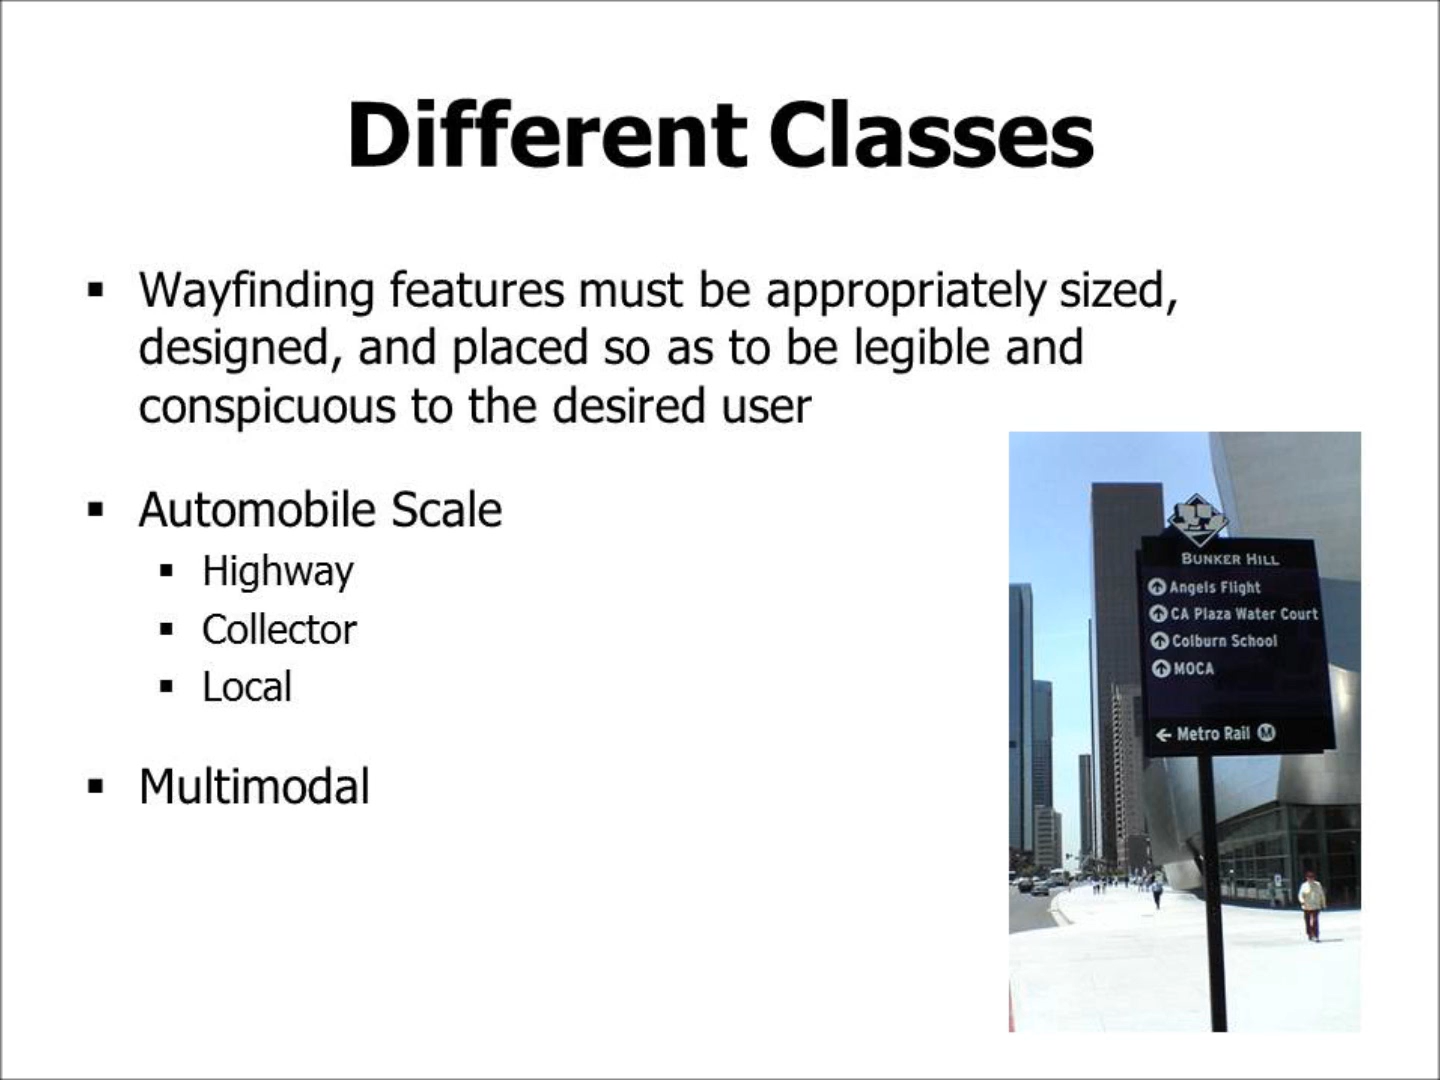 Different Classes
▪ Wayfinding features must be appropriately sized,
designed, and placed so as to be legible and
conspicuous to the desired user
▪ Automobile Scale
▪ Highway
▪ Collector
▪ Local
▪ Multimodal
BUNKER HILL
Angels Flight
CA Plaza Water Court
Colburn School
MOCA
← Metro Rail M